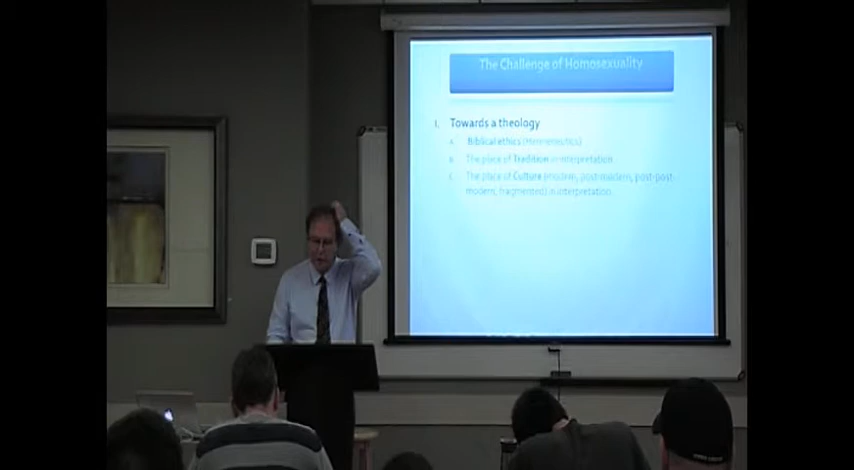 The Challenge of Homosexuality
I. Towards a theology
A. Biblical ethics (Hermeneutics)
B. The place of Tradition in interpretation
C. The place of Culture (modern, post-modern, post-post-
modern, fragmented) in interpretation.